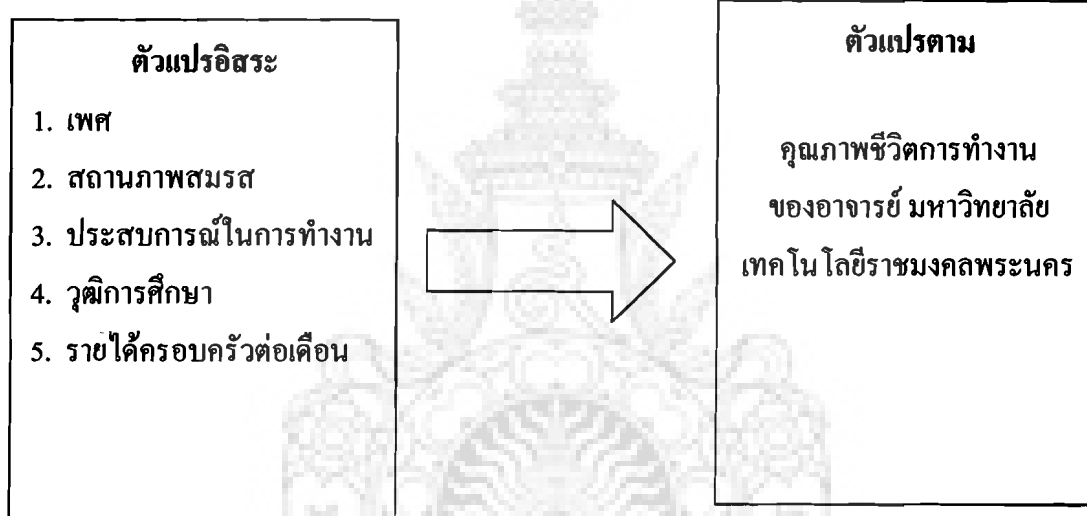 ตัวแปรอิสระ
1. เพศ
2. สถานภาพสมรส
3. ประสบการณ์ในการทำงาน
4. วุฒิการศึกษา
5. รายได้ครอบครัวต่อเดือน
ตัวแปรตาม
คุณภาพชีวิตการทำงาน
ของอาจารย์ มหาวิทยาลัย
เทคโนโลยีราชมงคลพระนคร